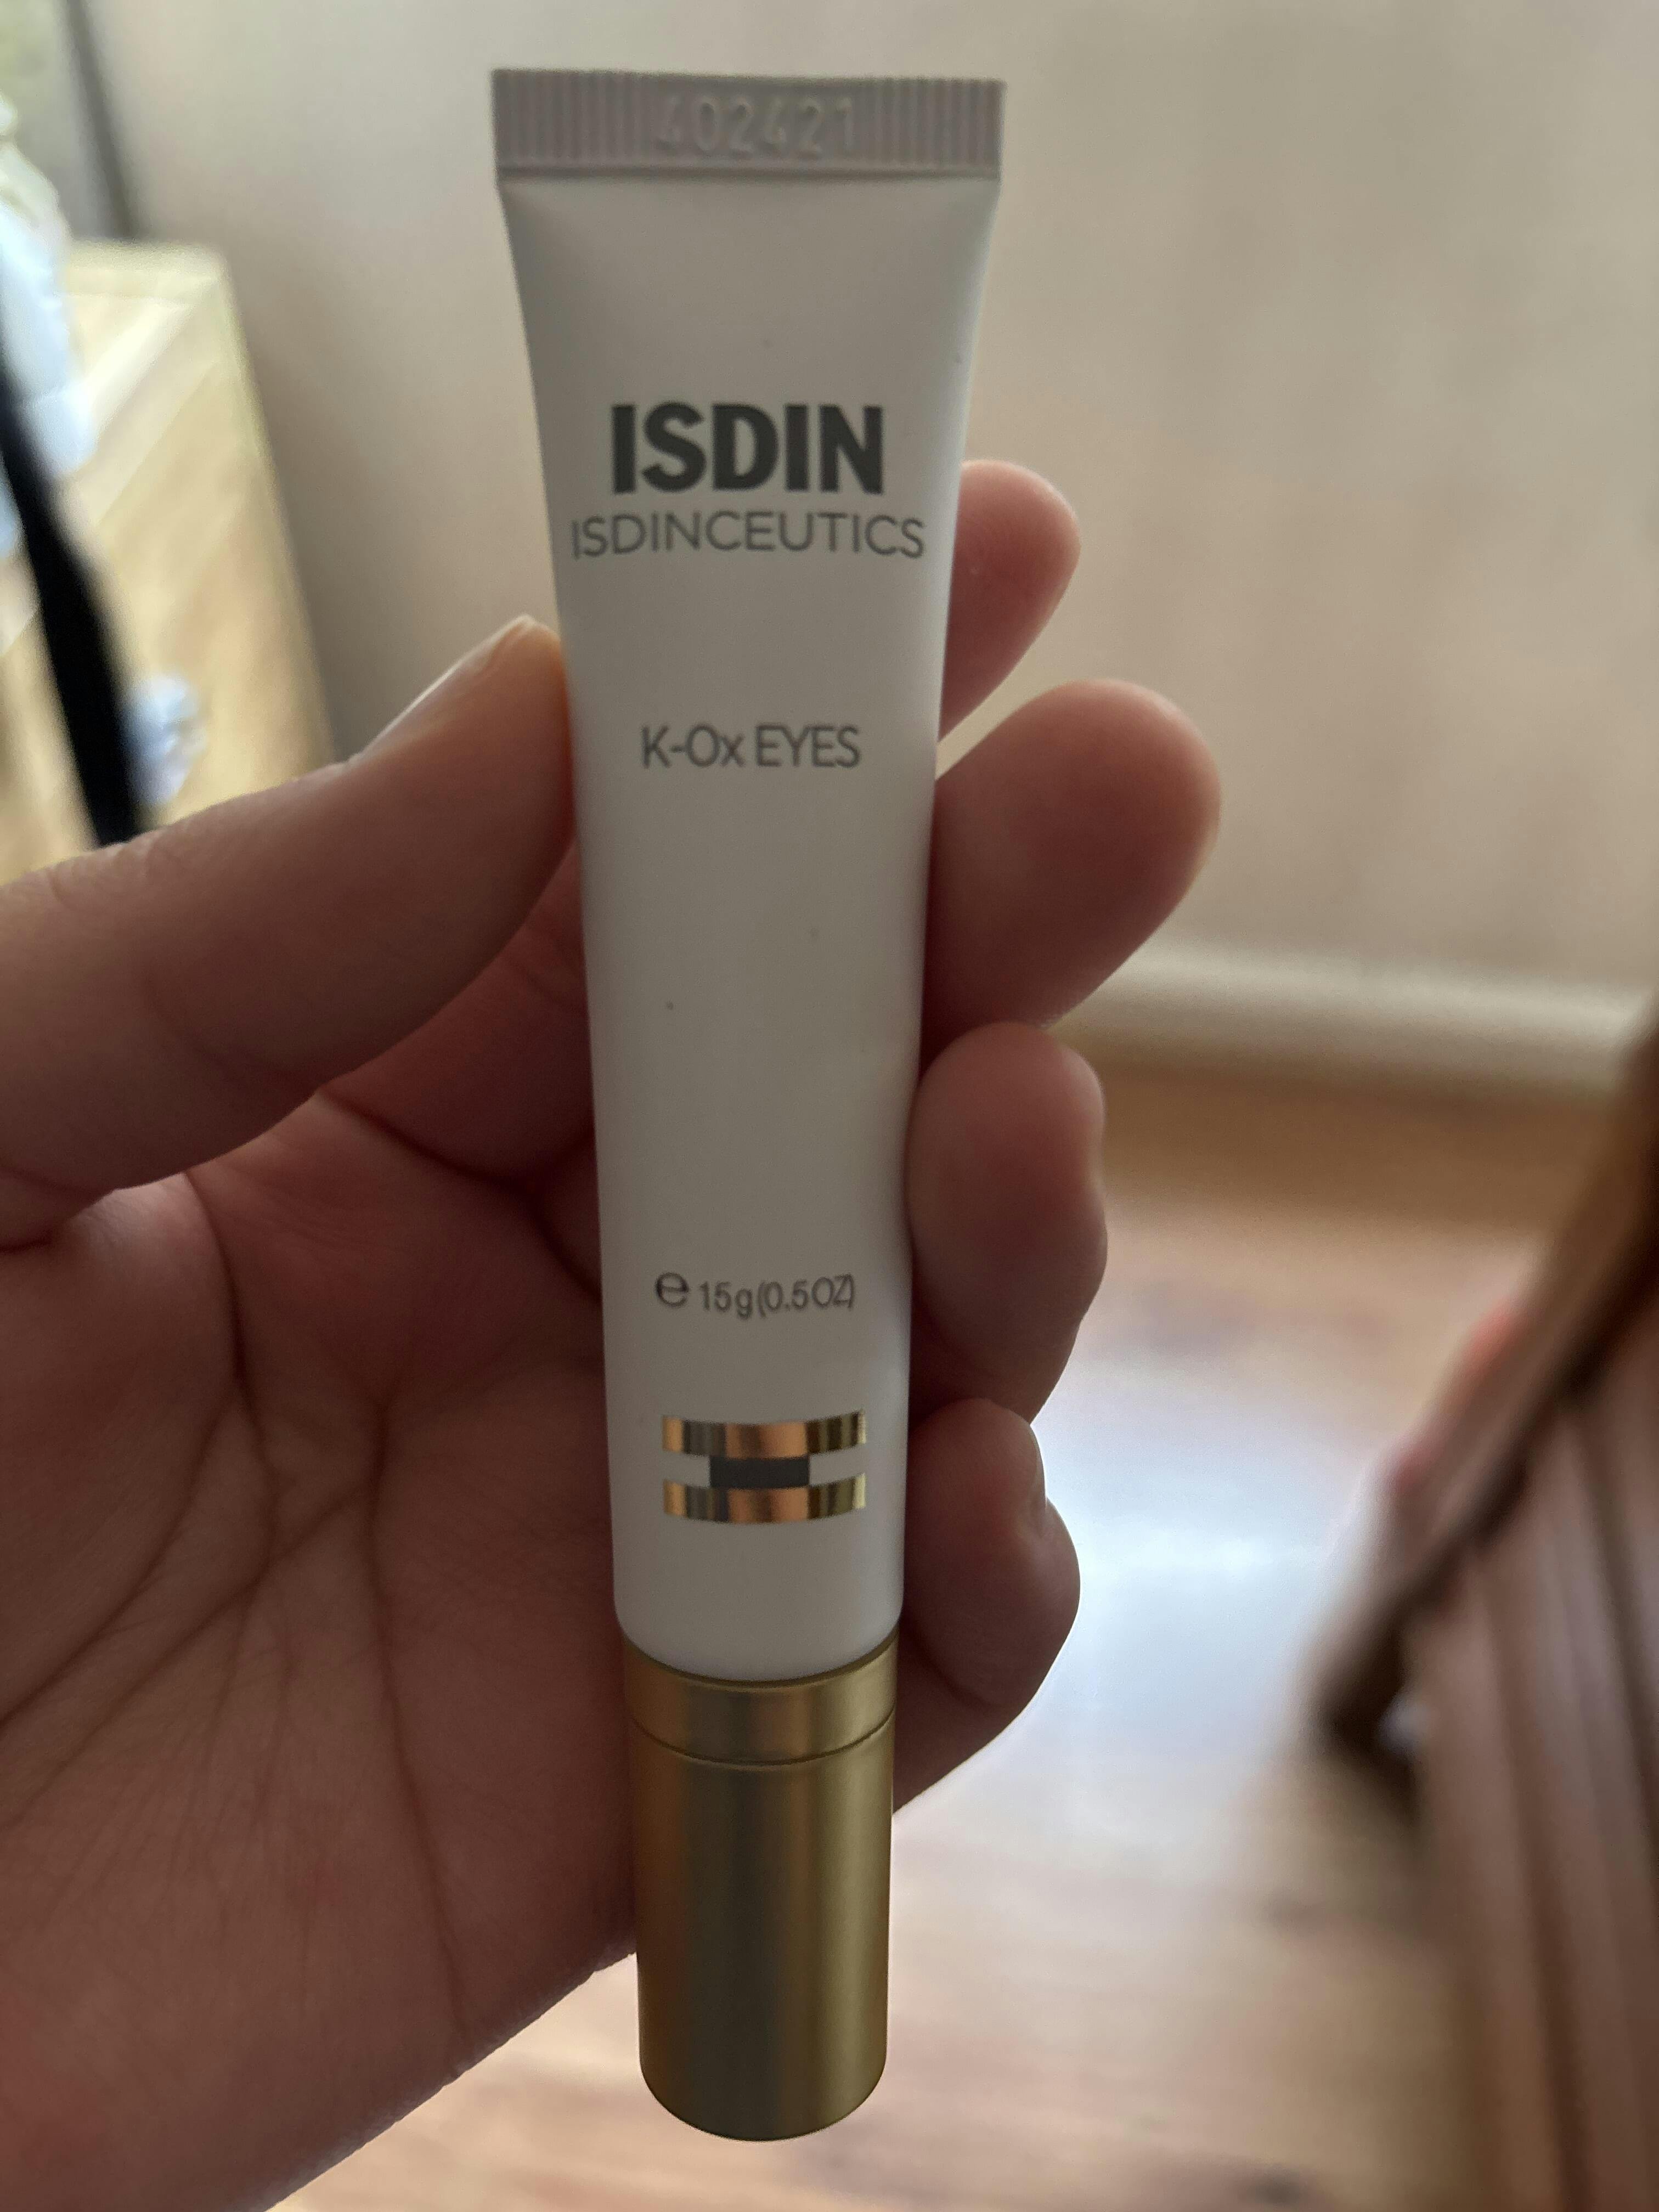 402421
ISDIN
ISDINCEUTICS
K-Ox EYES
℮ 15g(0.5OZ)